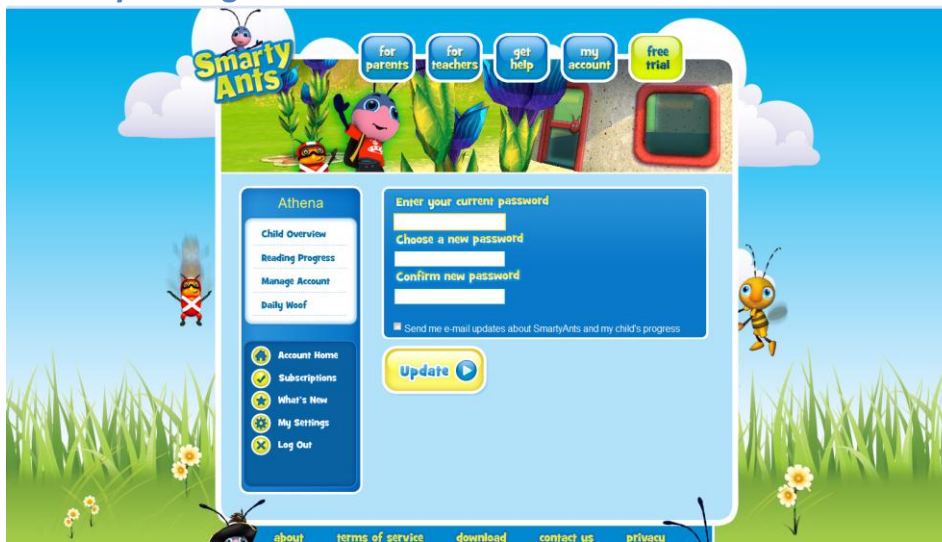 Smarty
Ants
for
parents
for
teachers
get
help
my
account
free
trial
Athena
Child Overview
Reading Progress
Manage Account
Daily Woof
Account Home
Subscriptions
What's New
My Settings
Log Out
Enter your current password
Choose a new password
Confirm new password
Send me e-mail updates about SmartyAnts and my child's progress
Update
about terms of service download contact us privacy